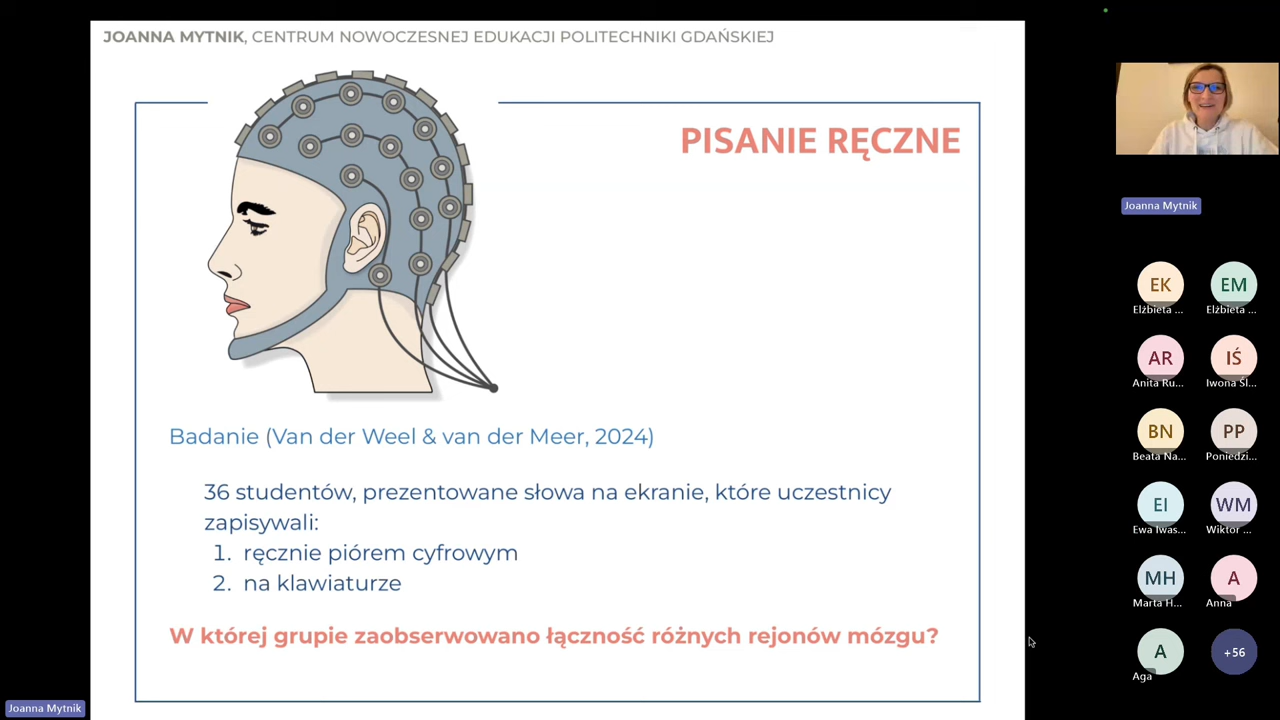 JOANNA MYTNIK, CENTRUM NOWOCZESNEJ EDUKACJI POLITECHNIKI GDAŃSKIEJ
PISANIE RĘCZNE
Badanie (Van der Weel & van der Meer, 2024)
36 studentów, prezentowane słowa na ekranie, które uczestnicy
zapisywali:
1. ręcznie piórem cyfrowym
2. na klawiaturze
W której grupie zaobserwowano łączność różnych rejonów mózgu?
Joanna Mytnik
Joanna Mytnik
EK
EM
Elżbieta ...
Elżbieta ...
AR
IŚ
Anita Ru...
Iwona Śl...
BN
PP
Beata Na...
Poniedzi...
EI
WM
Ewa Iwas...
Wiktor ...
MH
A
Marta H...
Anna
A
+56
Aga